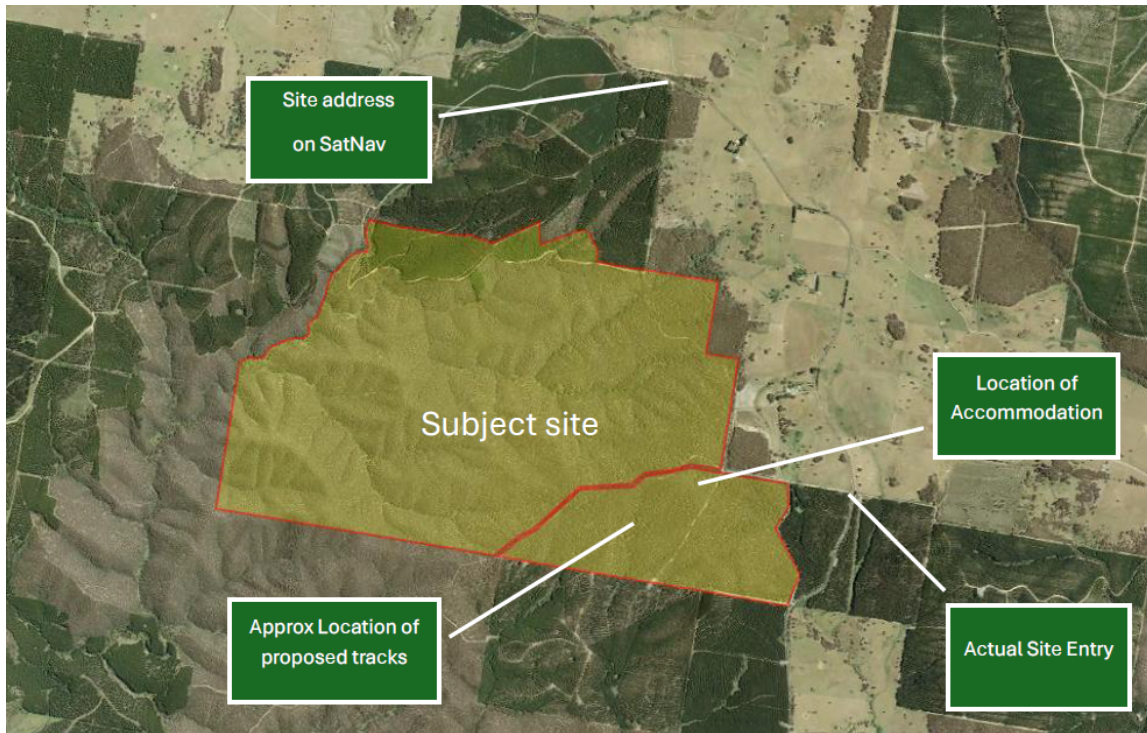 Site address
on SatNav
Subject site
Location of
Accommodation
Approx Location of
proposed tracks
Actual Site Entry